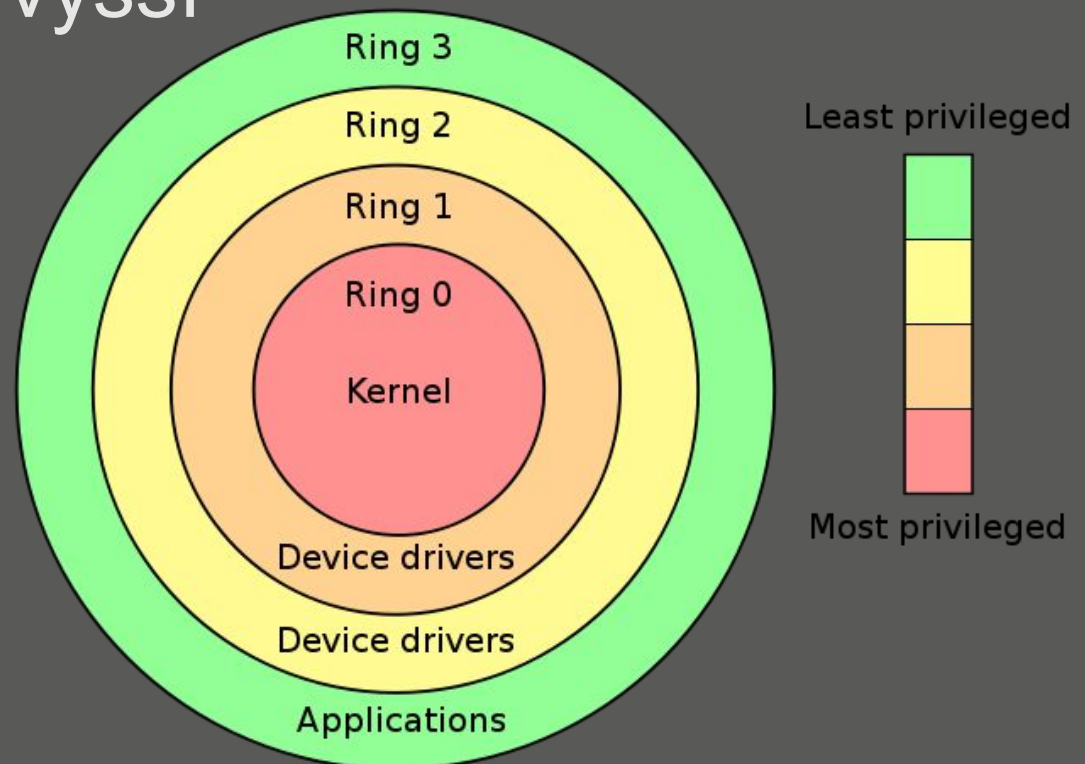 Ring 3
Ring 2
Ring 1
Ring 0
Kernel
Device drivers
Device drivers
Applications
Least privileged
Most privileged